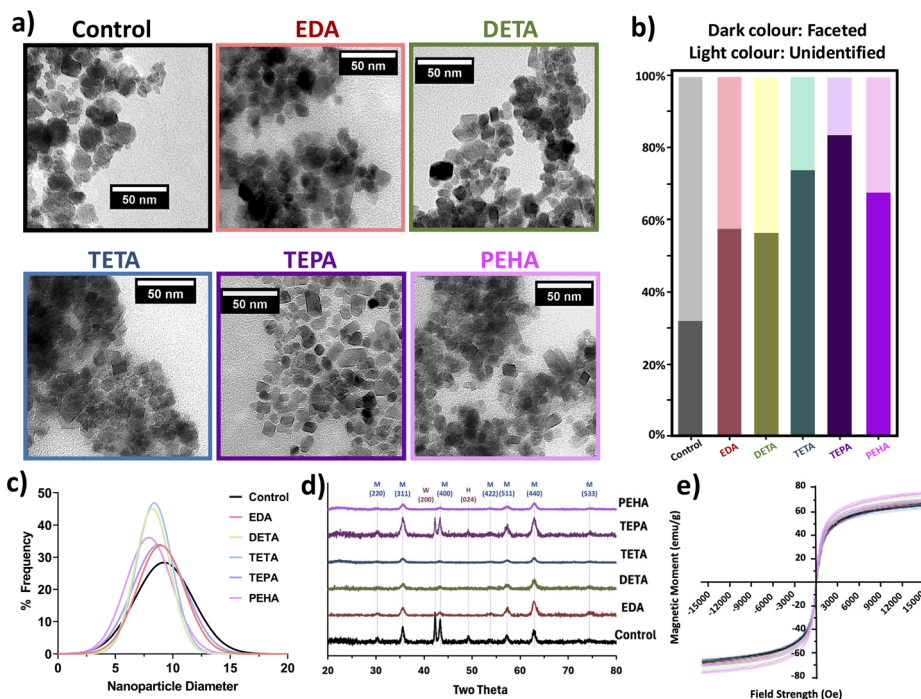 a)
Control
EDA
DETA
50 nm
50 nm
50 nm
TETA
TEPA
PEHA
50 nm
50 nm
50 nm
b)
Dark colour: Faceted
Light colour: Unidentified
100%
80%
60%
40%
20%
0%
Control
EDA
DETA
TETA
TEPA
PEHA
c)
50
40
30
20
10
0
% Frequency
0
5
10
15
20
Nanoparticle Diameter
Control
EDA
DETA
TETA
TEPA
PEHA
d)
M
(220)
M
(311)
W
(200)
M
(400)
H
(024)
M
(422)
M
(511)
M
(440)
M
(533)
PEHA
TEPA
TETA
DETA
EDA
Control
20
30
40
50
60
70
80
Two Theta
e)
Magnetic Moment (emu/g)
80
60
40
20
-20
-40
-60
-80
-15000
-12000
-9000
-6000
-3000
3000
6000
9000
12000
15000
Field Strength (Oe)